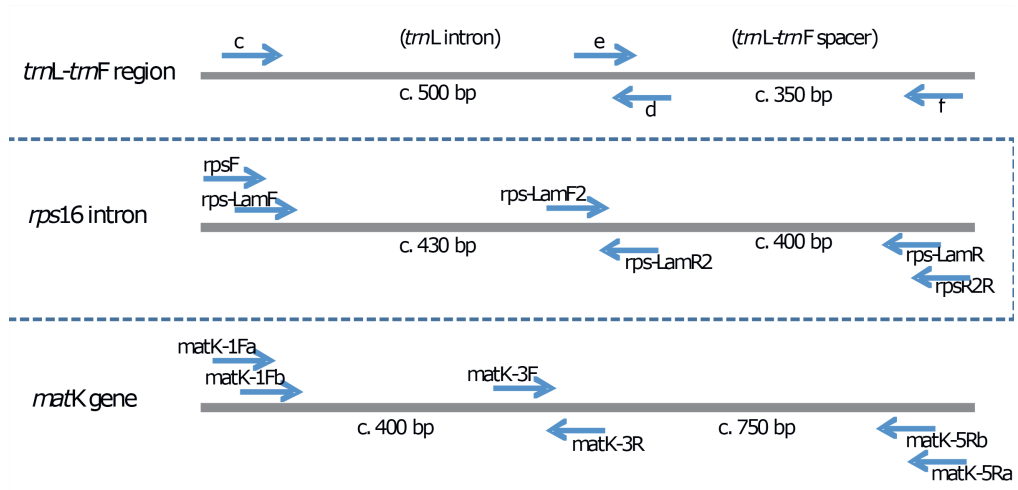 c
(trnL intron)
e
(trnL-trnF spacer)
trnL-trnF region
c. 500 bp
d
c. 350 bp
f
rpsF
rps-LamF
rps-LamF2
rps16 intron
c. 430 bp
rps-LamR2
c. 400 bp
rps-LamR
rpsR2R
matK-1Fa
matK-1Fb
matK-3F
matK gene
c. 400 bp
matK-3R
c. 750 bp
matK-5Rb
matK-5Ra